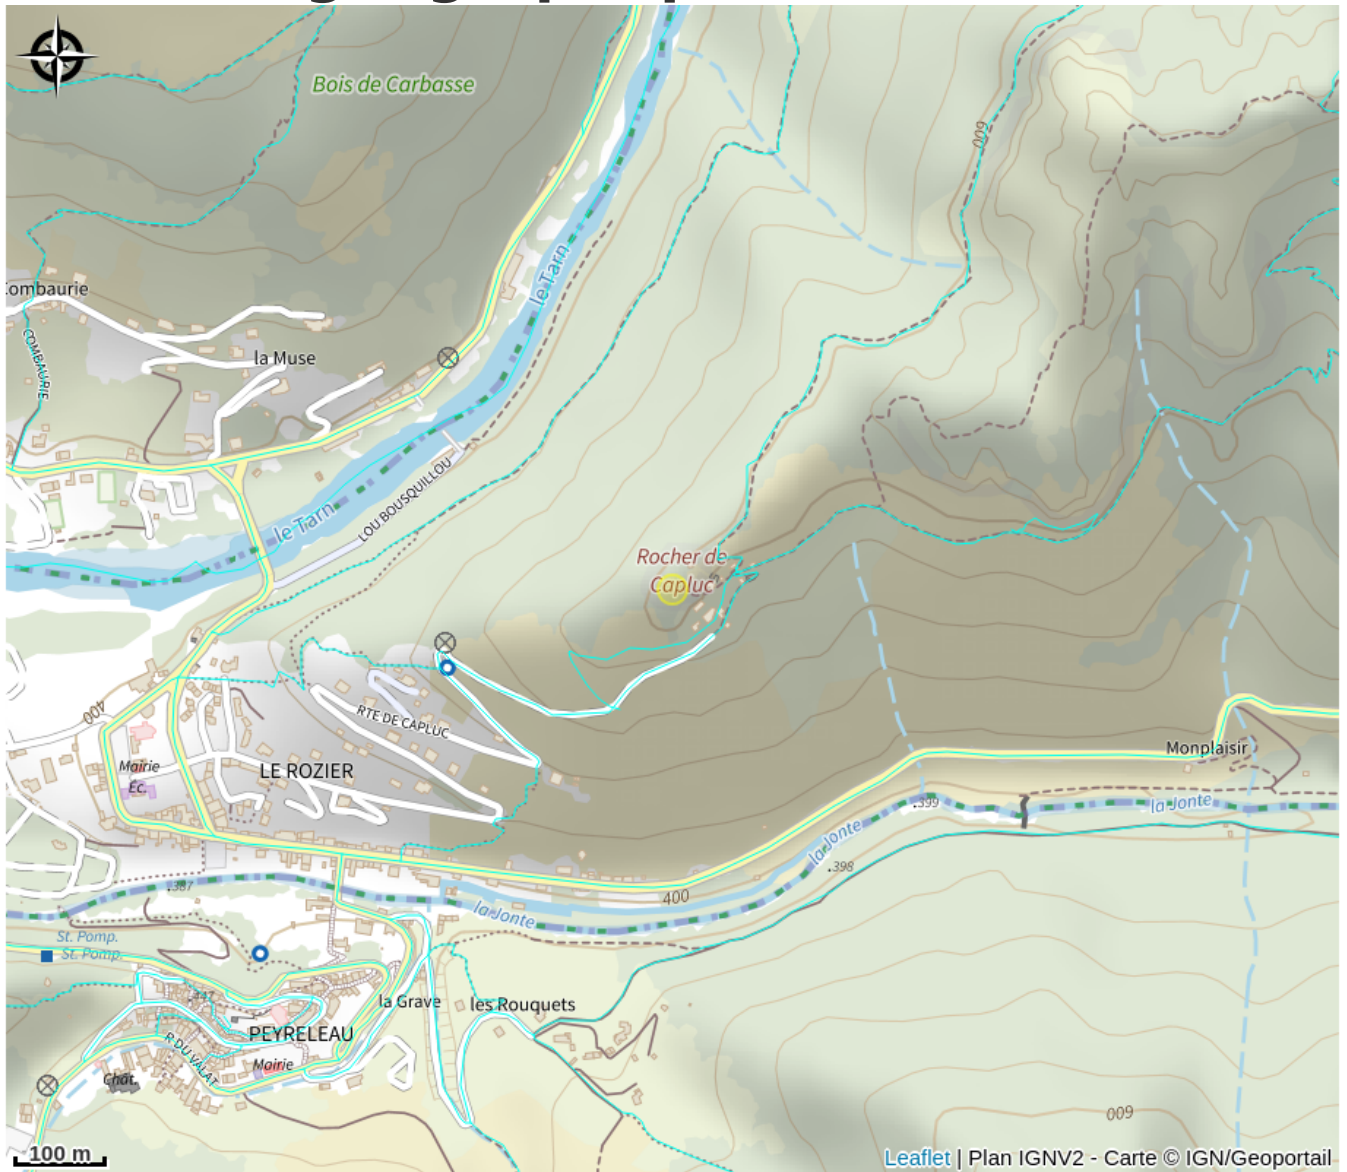 Bois de Carbasse
600
le Tarn
ombaurie
COMBAURIE
la Muse
LOU BOUSQUILLOU
le Tarn
Rocher de
Capluc
400
RTE DE CAPLUC
Mairie
Ec.
LE ROZIER
Monplaisir
.399
la Jonte
la Jonte
.398
.387
400
la Jonte
St. Pomp.
St. Pomp.
.447
la Grave
les Rouquets
PEYRELEAU
R DU VALAT
Mairie
Chât.
600
100 m
Leaflet | Plan IGNV2 - Carte © IGN/Geoportail